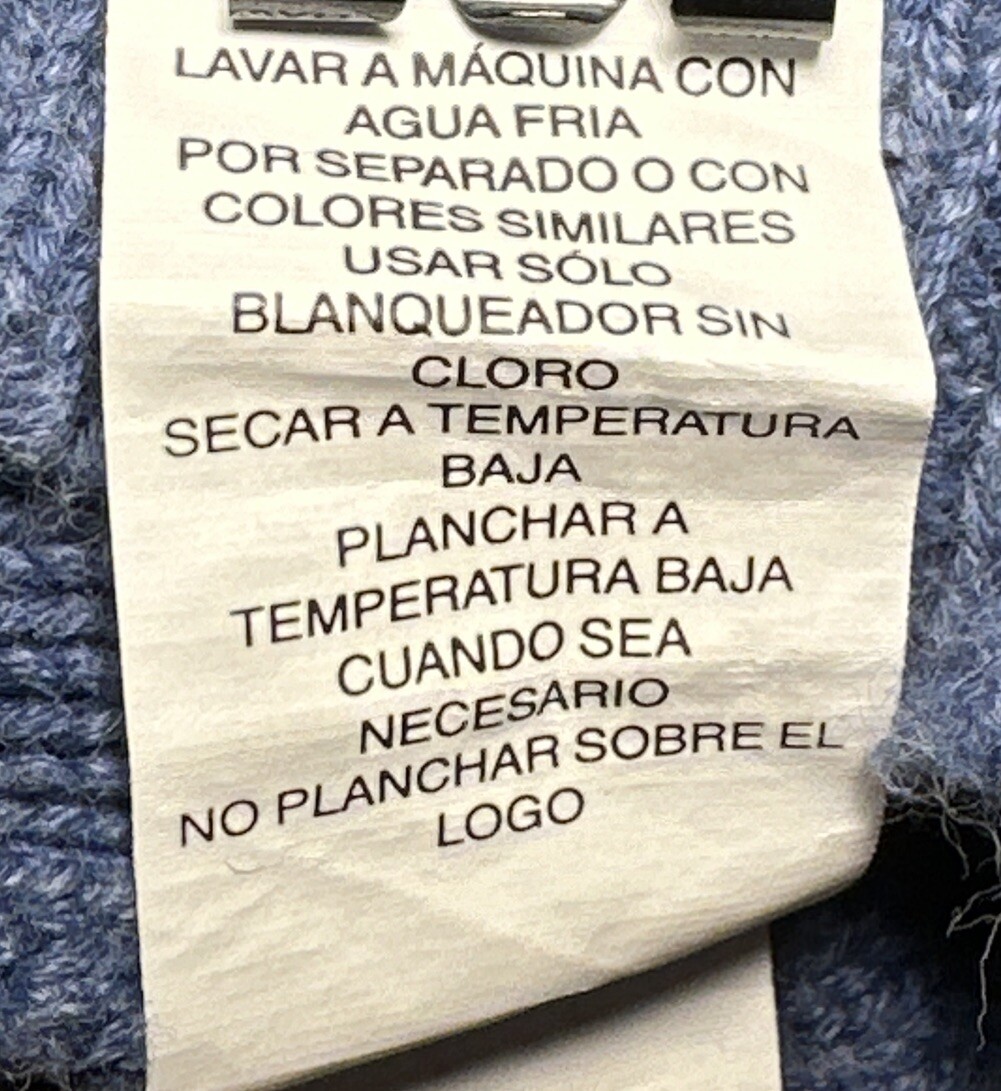 LAVAR A MÁQUINA CON
AGUA FRIA
POR SEPARADO O CON
COLORES SIMILARES
USAR SÓLO
BLANQUEADOR SIN
CLORO
SECAR A TEMPERATURA
BAJA
PLANCHAR A
TEMPERATURA BAJA
CUANDO SEA
NECESARIO
NO PLANCHAR SOBRE EL
LOGO